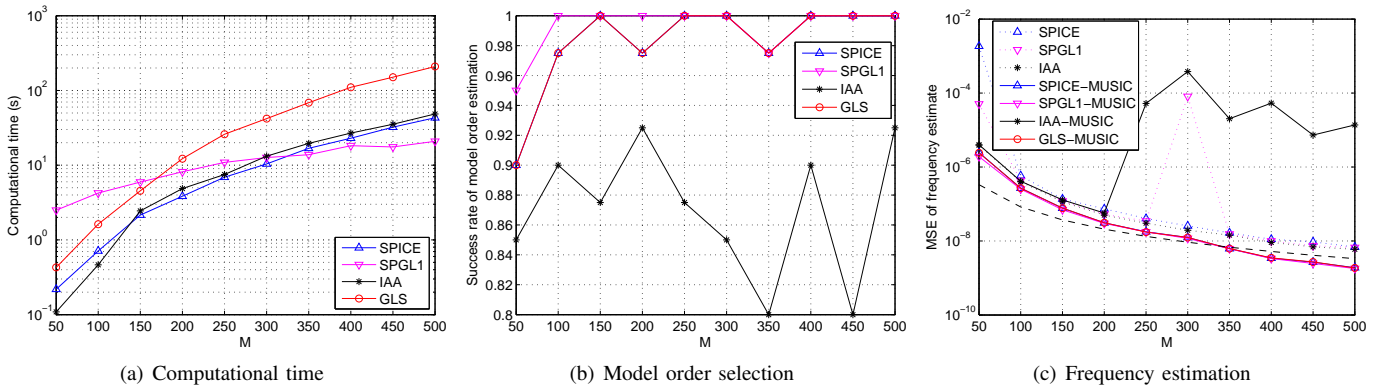 10^3
10^2
10^1
10^0
10^-1
Computational time (s)
50 100 150 200 250 300 350 400 450 500
M
SPICE
SPGL1
IAA
GLS
(a) Computational time
1
0.98
0.96
0.94
0.92
0.9
0.88
0.86
0.84
0.82
0.8
Success rate of model order estimation
50 100 150 200 250 300 350 400 450 500
M
SPICE
SPGL1
IAA
GLS
(b) Model order selection
10^-2
10^-4
10^-6
10^-8
10^-10
MSE of frequency estimate
50 100 150 200 250 300 350 400 450 500
M
SPICE
SPGL1
IAA
SPICE-MUSIC
SPGL1-MUSIC
IAA-MUSIC
GLS-MUSIC
(c) Frequency estimation